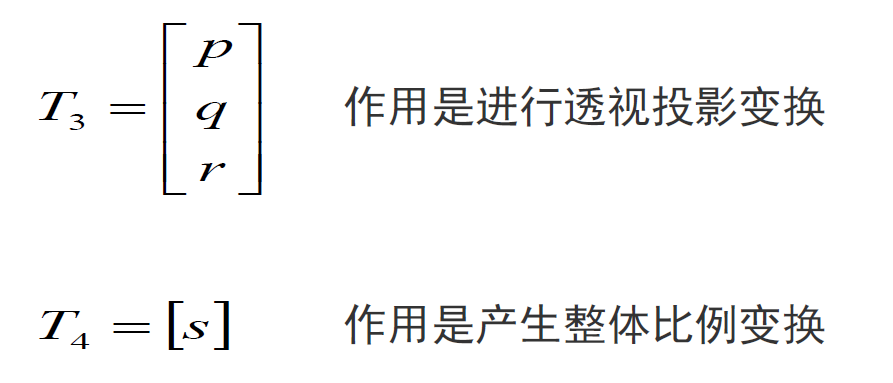 T₃ = [p q r] 作用是进行透视投影变换
T₄ = [s] 作用是产生整体比例变换